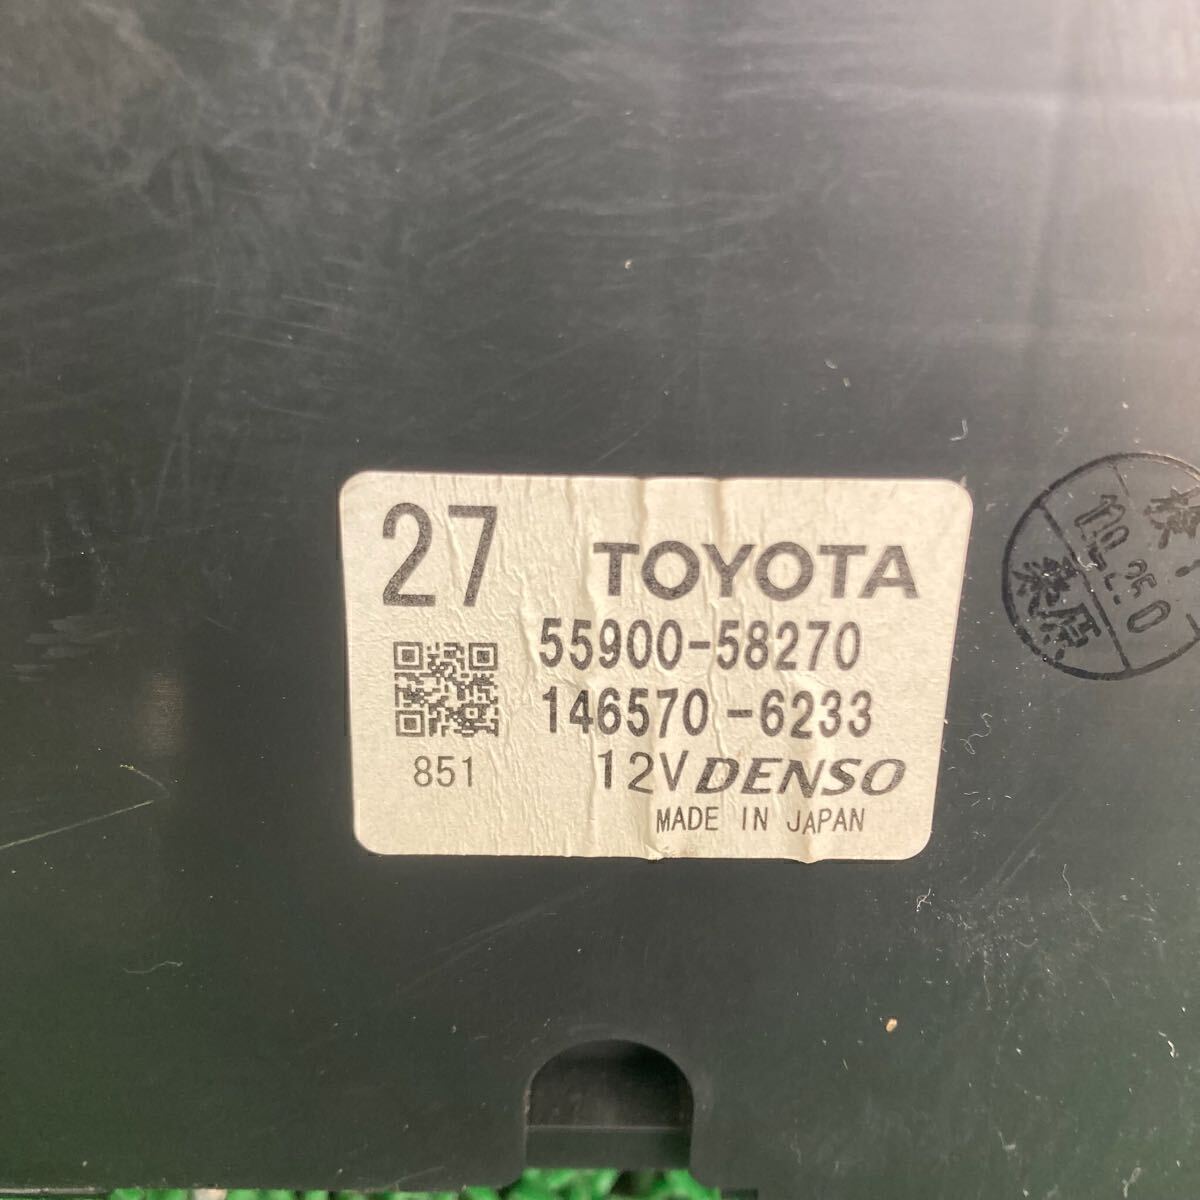 27 TOYOTA
55900-58270
146570-6233
851 12V DENSO
MADE IN JAPAN